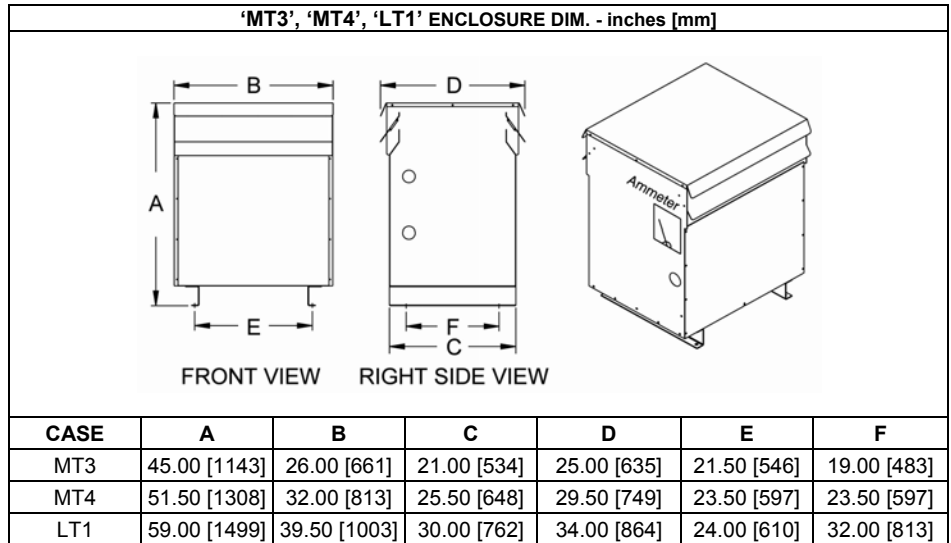 ‘MT3’, ‘MT4’, ‘LT1’ ENCLOSURE DIM. - inches [mm]
B
D
A
Ammeter
E
F
C
FRONT VIEW
RIGHT SIDE VIEW
CASE A B C D E F
MT3 45.00 [1143] 26.00 [661] 21.00 [534] 25.00 [635] 21.50 [546] 19.00 [483]
MT4 51.50 [1308] 32.00 [813] 25.50 [648] 29.50 [749] 23.50 [597] 23.50 [597]
LT1 59.00 [1499] 39.50 [1003] 30.00 [762] 34.00 [864] 24.00 [610] 32.00 [813]